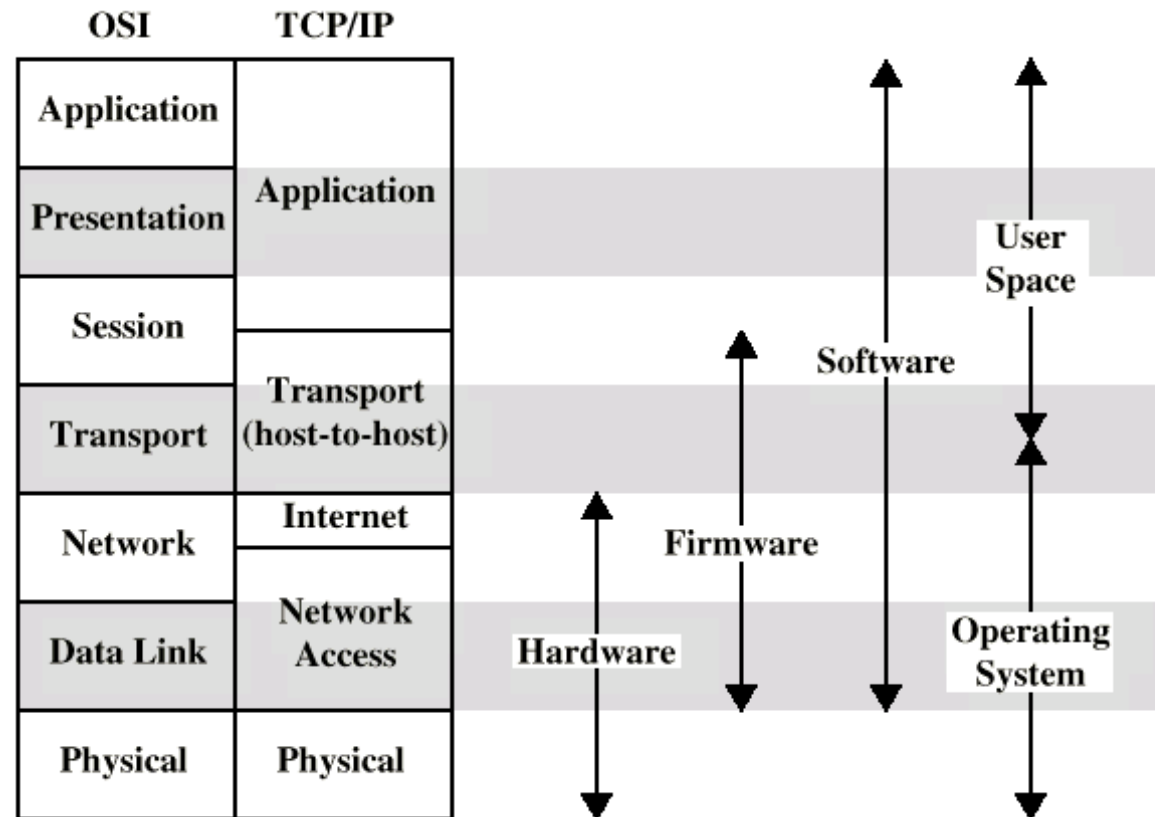 OSI
TCP/IP
Application
Presentation
Session
Transport
Network
Data Link
Physical
Application
Transport
(host-to-host)
Internet
Network
Access
Physical
Hardware
Firmware
Software
User
Space
Operating
System